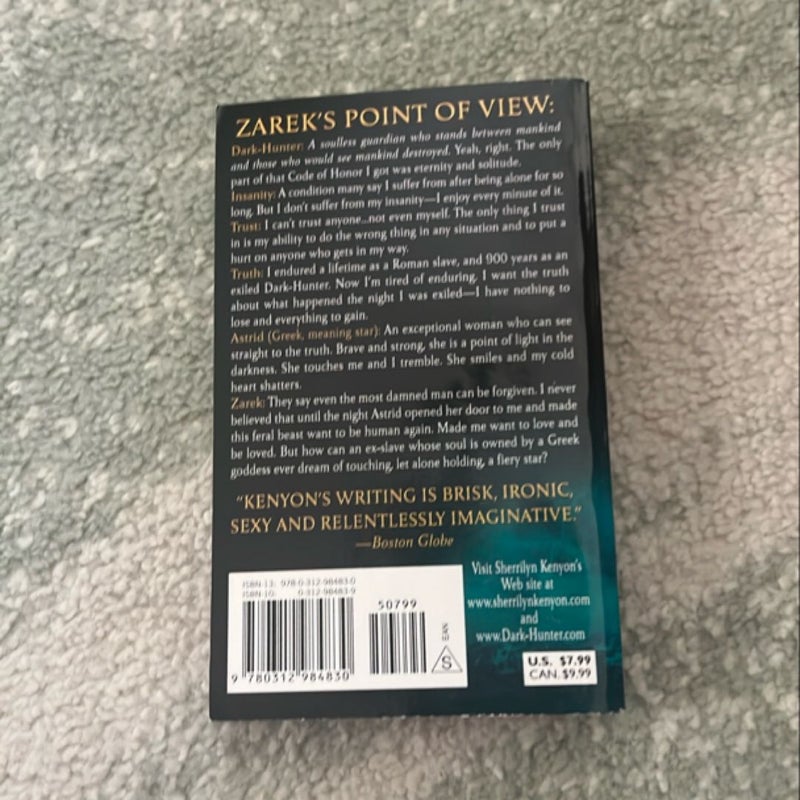 ZAREK'S POINT OF VIEW:
Dark-Hunter: A soulless guardian who stands between mankind
and those who would see mankind destroyed. Yeah, right. The only
part of that Code of Honor I got was eternity and solitude.
Insanity: A condition many say I suffer from after being alone for so
long. But I don't suffer from my insanity—I enjoy every minute of it.
Trust: I can't trust anyone...not even myself. The only thing I trust
in is my ability to do the wrong thing in any situation and to put a
hurt on anyone who gets in my way.
Truth: I endured a lifetime as a Roman slave, and 900 years as an
exiled Dark-Hunter. Now I'm tired of enduring. I want the truth
about what happened the night I was exiled—I have nothing to
lose and everything to gain.
Astrid (Greek, meaning star): An exceptional woman who can see
straight to the truth. Brave and strong, she is a point of light in the
darkness. She touches me and I tremble. She smiles and my cold
heart shatters.
Zarek: They say even the most damned man can be forgiven. I never
believed that until the night Astrid opened her door to me and made
this feral beast want to be human again. Made me want to love and
be loved. But how can an ex-slave whose soul is owned by a Greek
goddess ever dream of touching, let alone holding, a fiery star?
"KENYON'S WRITING IS BRISK, IRONIC,
SEXY AND RELENTLESSLY IMAGINATIVE."
—Boston Globe
ISBN-13: 978-0-312-98483-0
ISBN-10: 0-312-98483-9
50799
EAN
S
9 780312 984830
Visit Sherrilyn Kenyon's
Web site at
www.sherrilynkenyon.com
and
www.Dark-Hunter.com
U.S. $7.99
CAN. $9.99